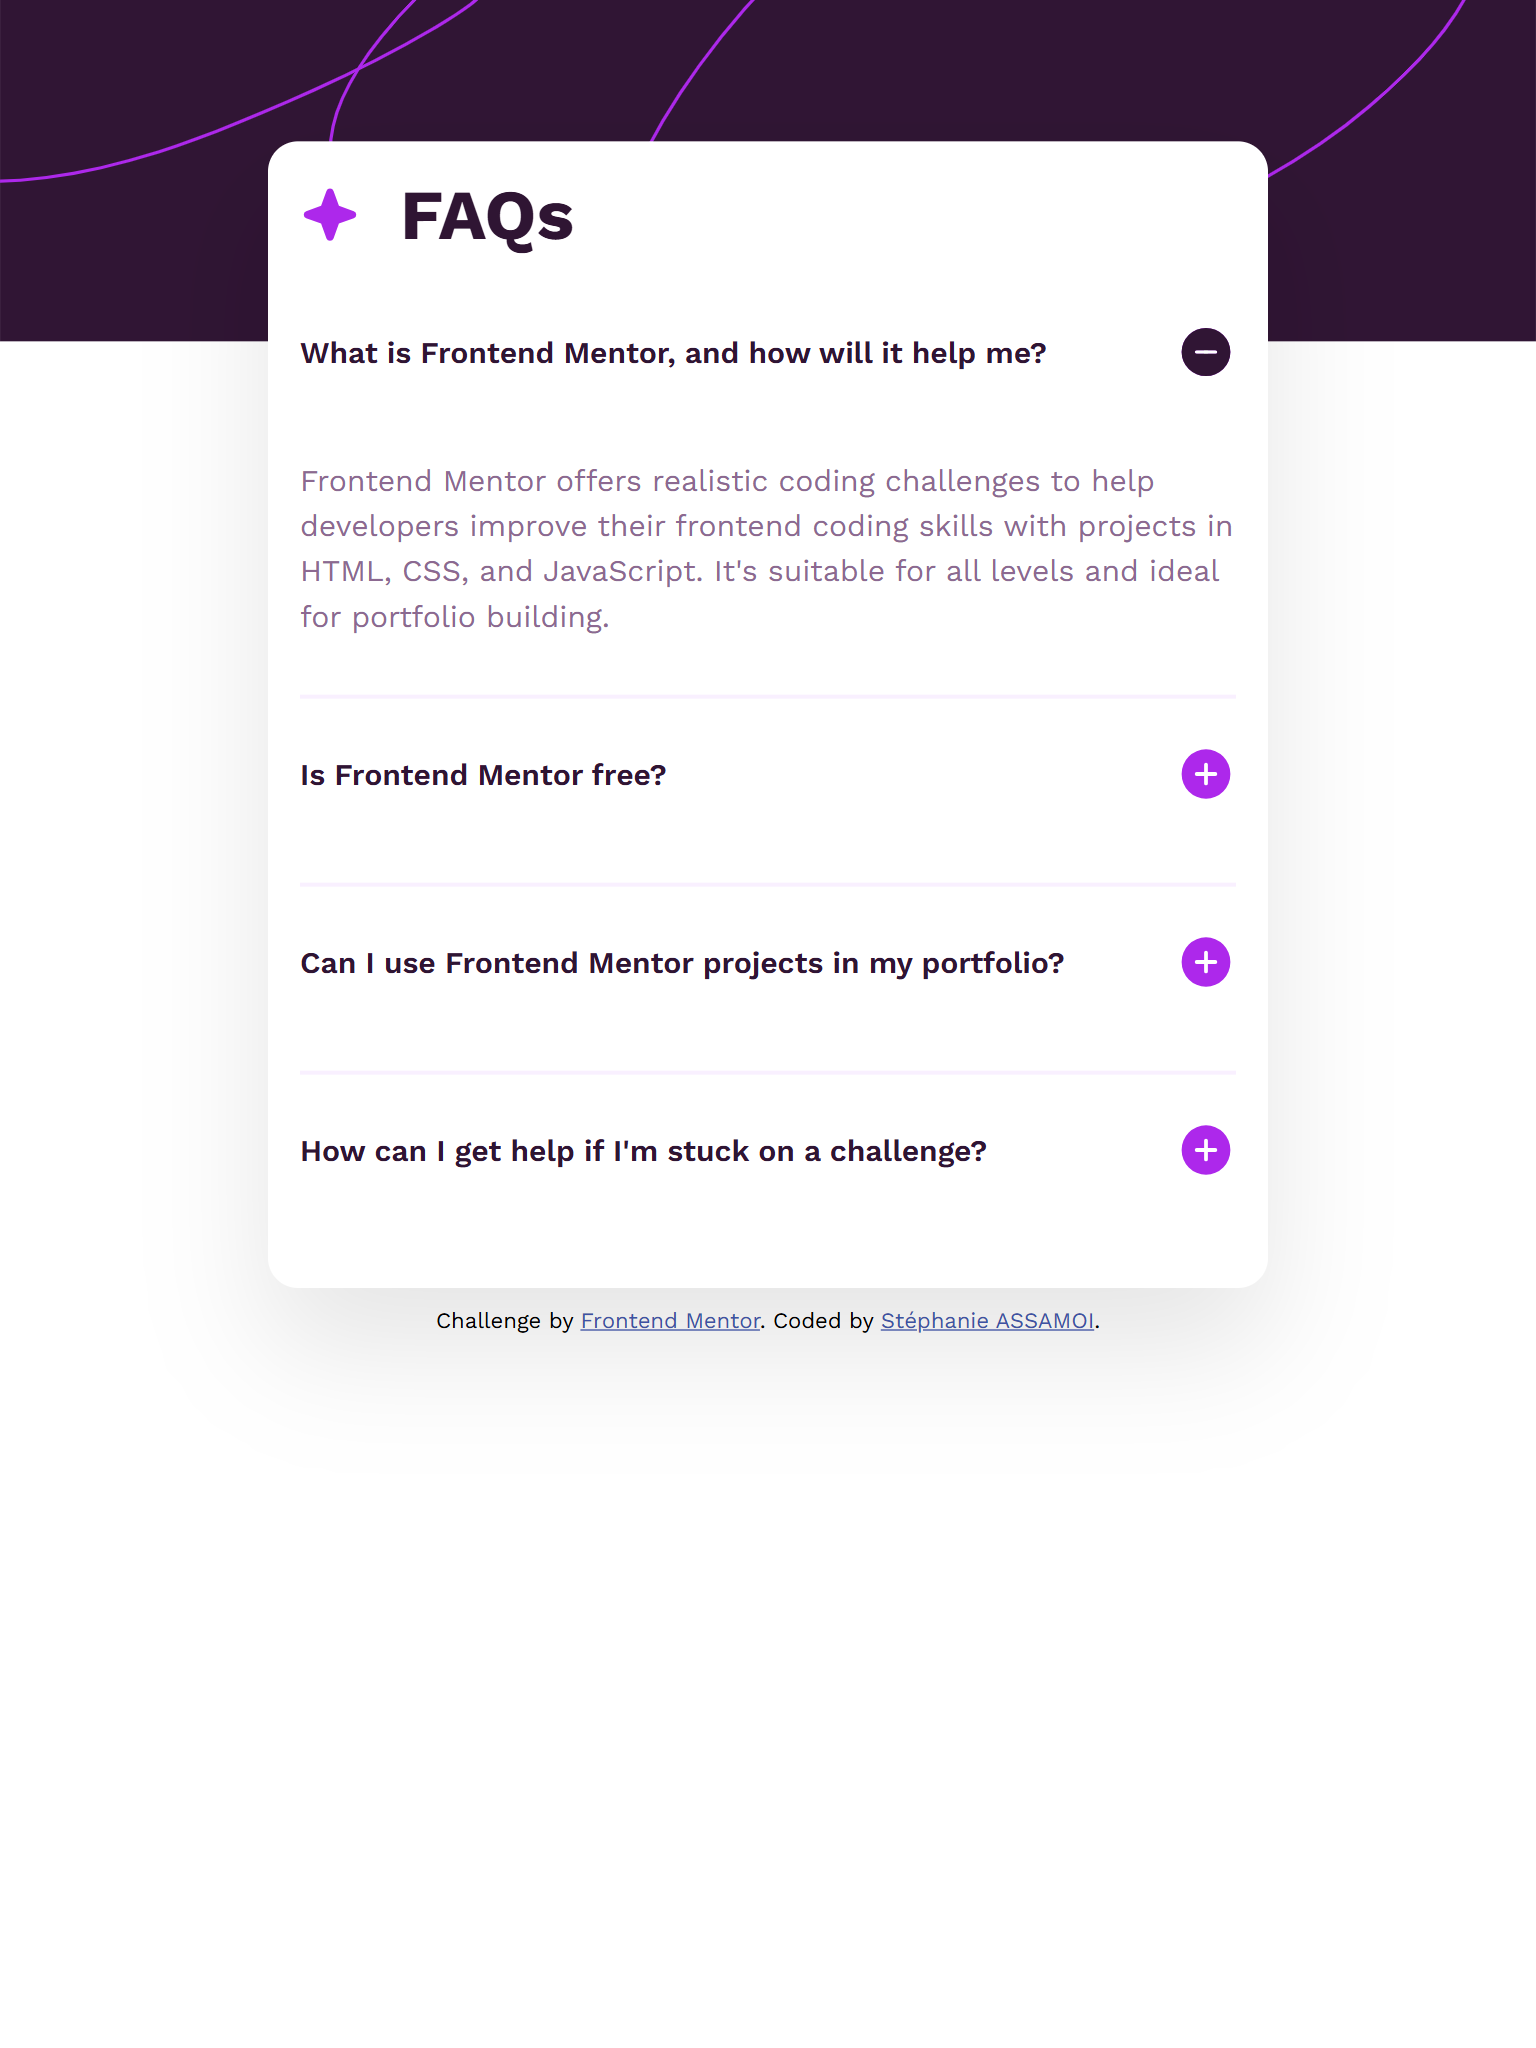 FAQs
What is Frontend Mentor, and how will it help me?
Frontend Mentor offers realistic coding challenges to help
developers improve their frontend coding skills with projects in
HTML, CSS, and JavaScript. It's suitable for all levels and ideal
for portfolio building.
Is Frontend Mentor free?
Can I use Frontend Mentor projects in my portfolio?
How can I get help if I'm stuck on a challenge?
Challenge by Frontend Mentor. Coded by Stéphanie ASSAMOI.